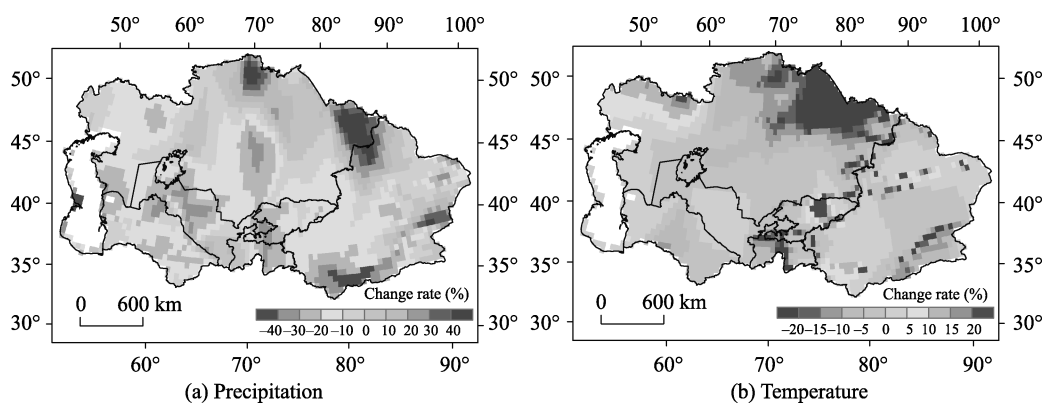 50° 60° 70° 80° 90° 100°
50° 60° 70° 80° 90° 100°
50° 50° 50° 50°
45° 45° 45° 45°
40° 40° 40° 40°
35° 35° 35° 35°
30° 30° 30° 30°
0 600 km
Change rate (%)
–40 –30 –20 –10 0 10 20 30 40
0 600 km
Change rate (%)
–20 –15 –10 –5 0 5 10 15 20
60° 70° 80° 90°
60° 70° 80° 90°
(a) Precipitation
(b) Temperature